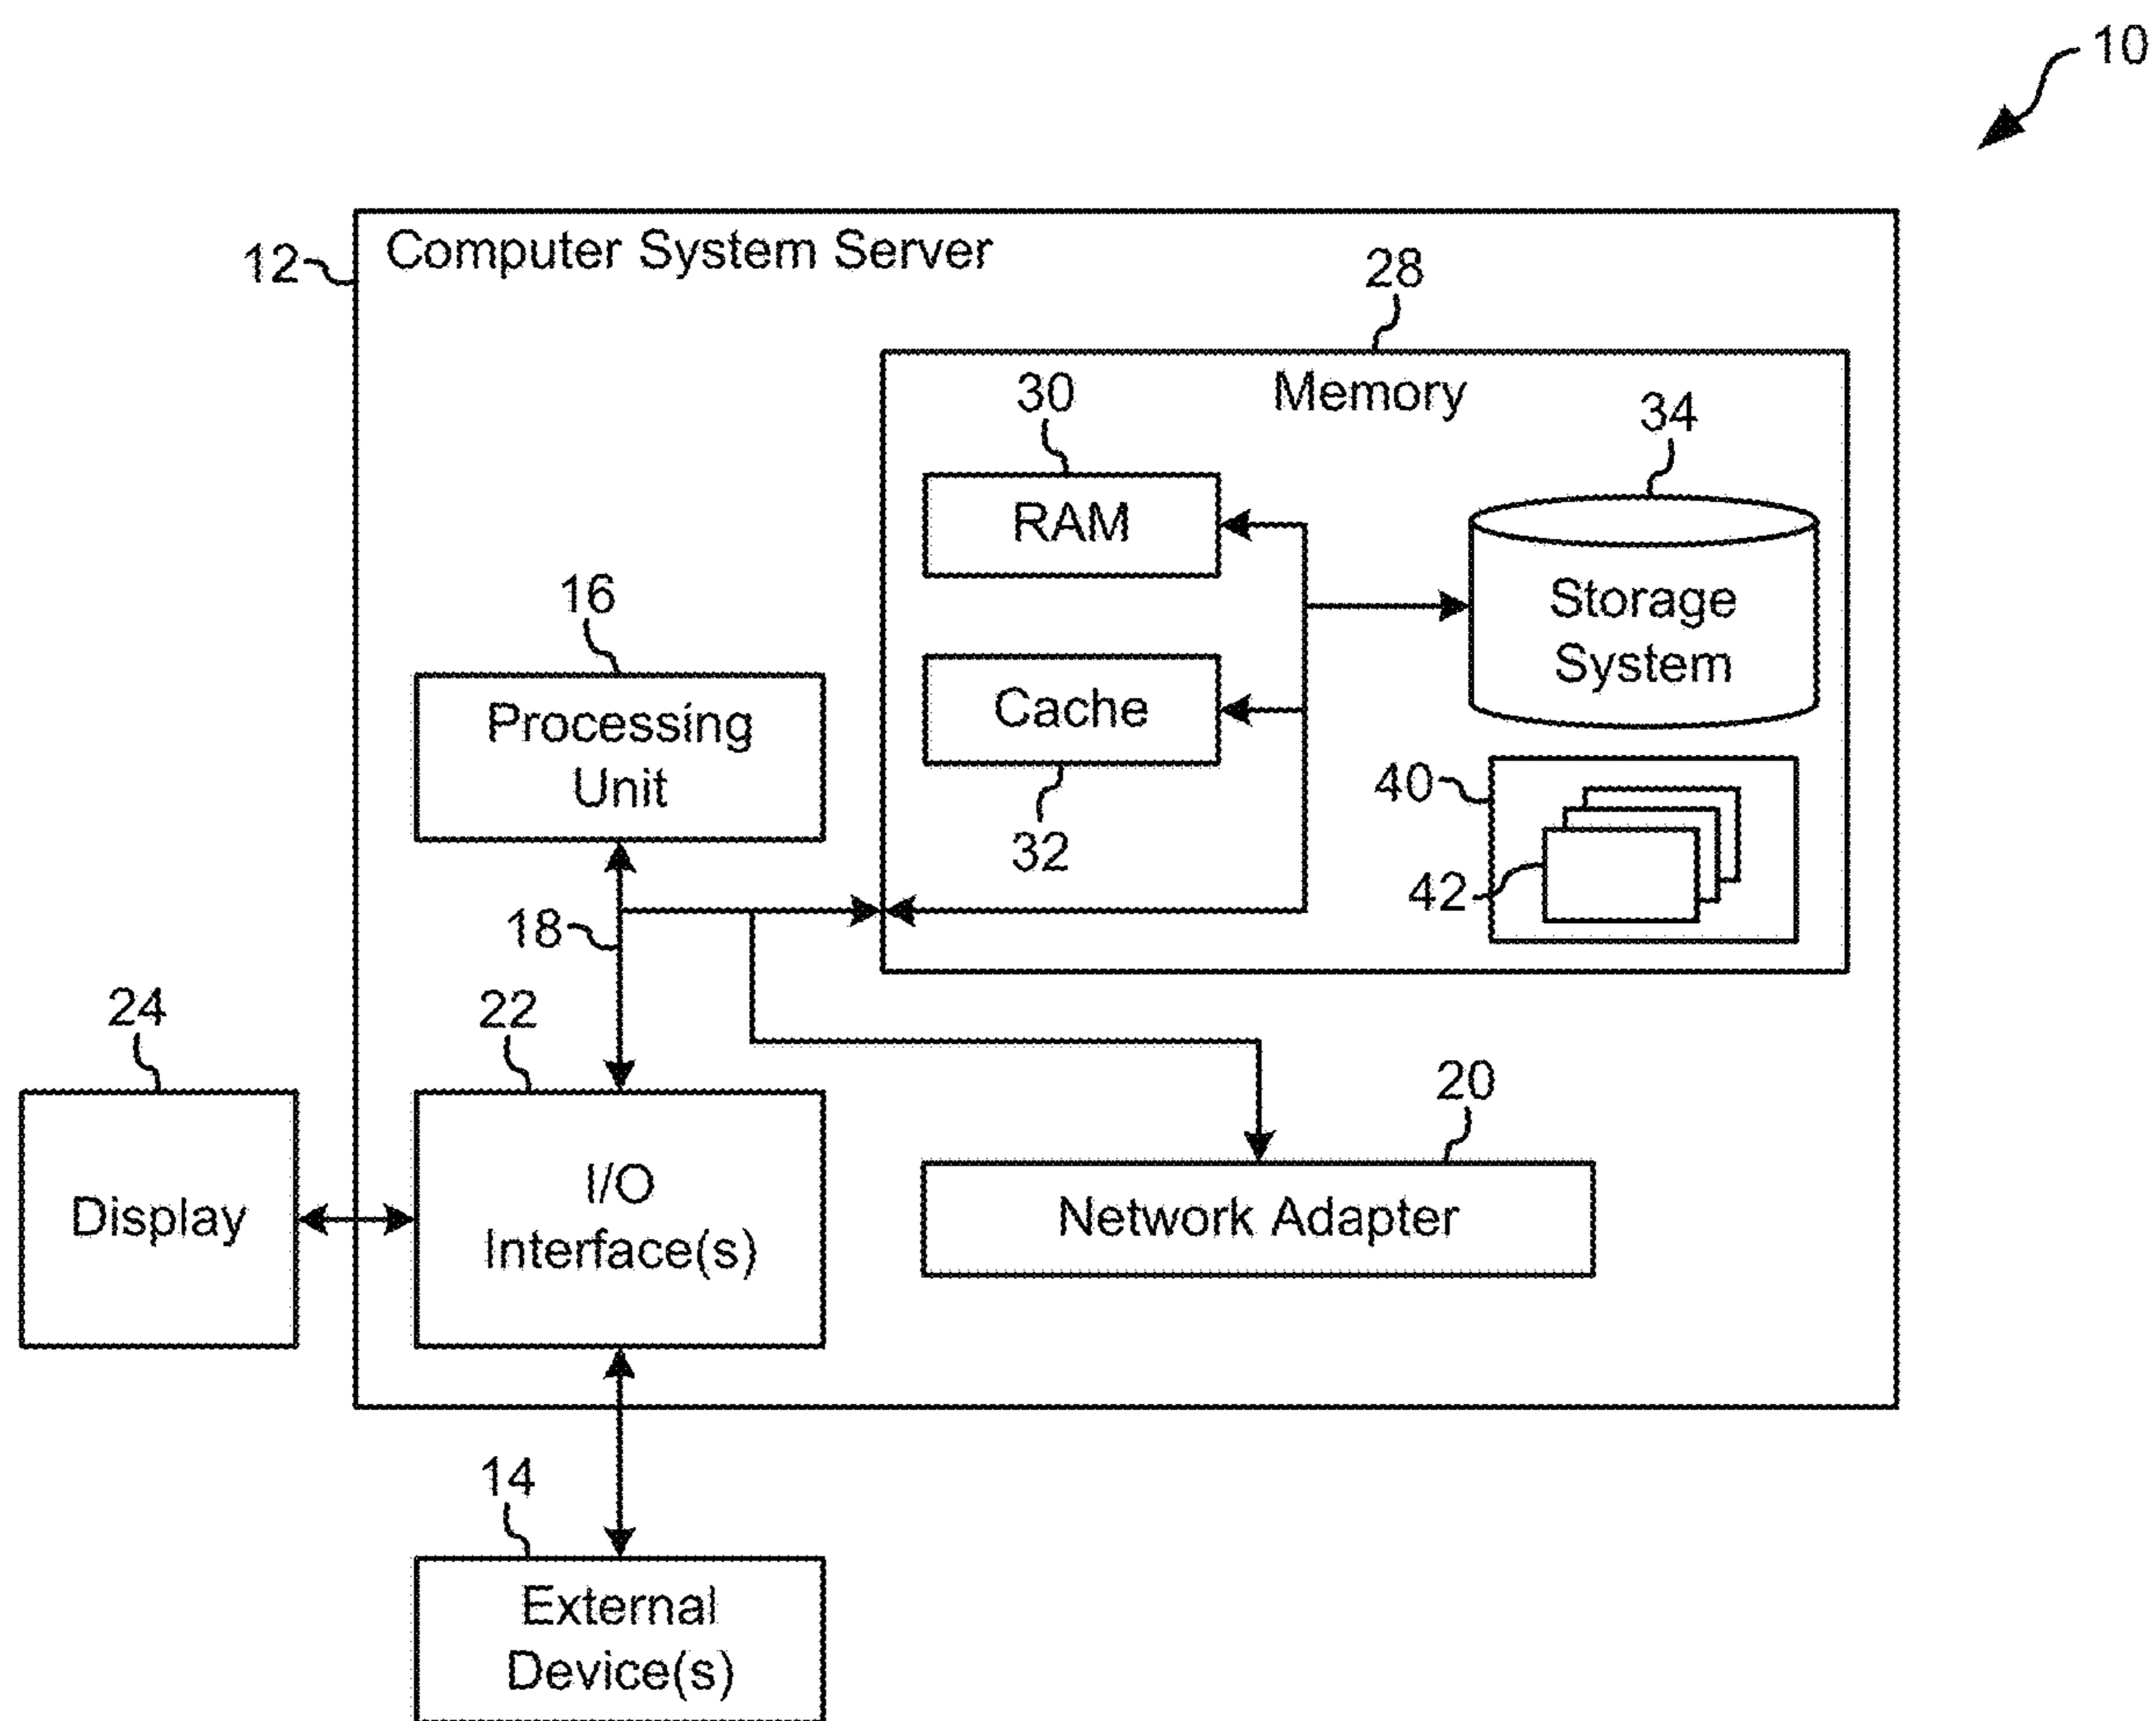 10
12
Computer System Server
28
Memory
30
34
RAM
Storage
System
16
Cache
Processing
Unit
40
32
42
18
24
22
20
I/O
Interface(s)
Display
Network Adapter
14
External
Device(s)